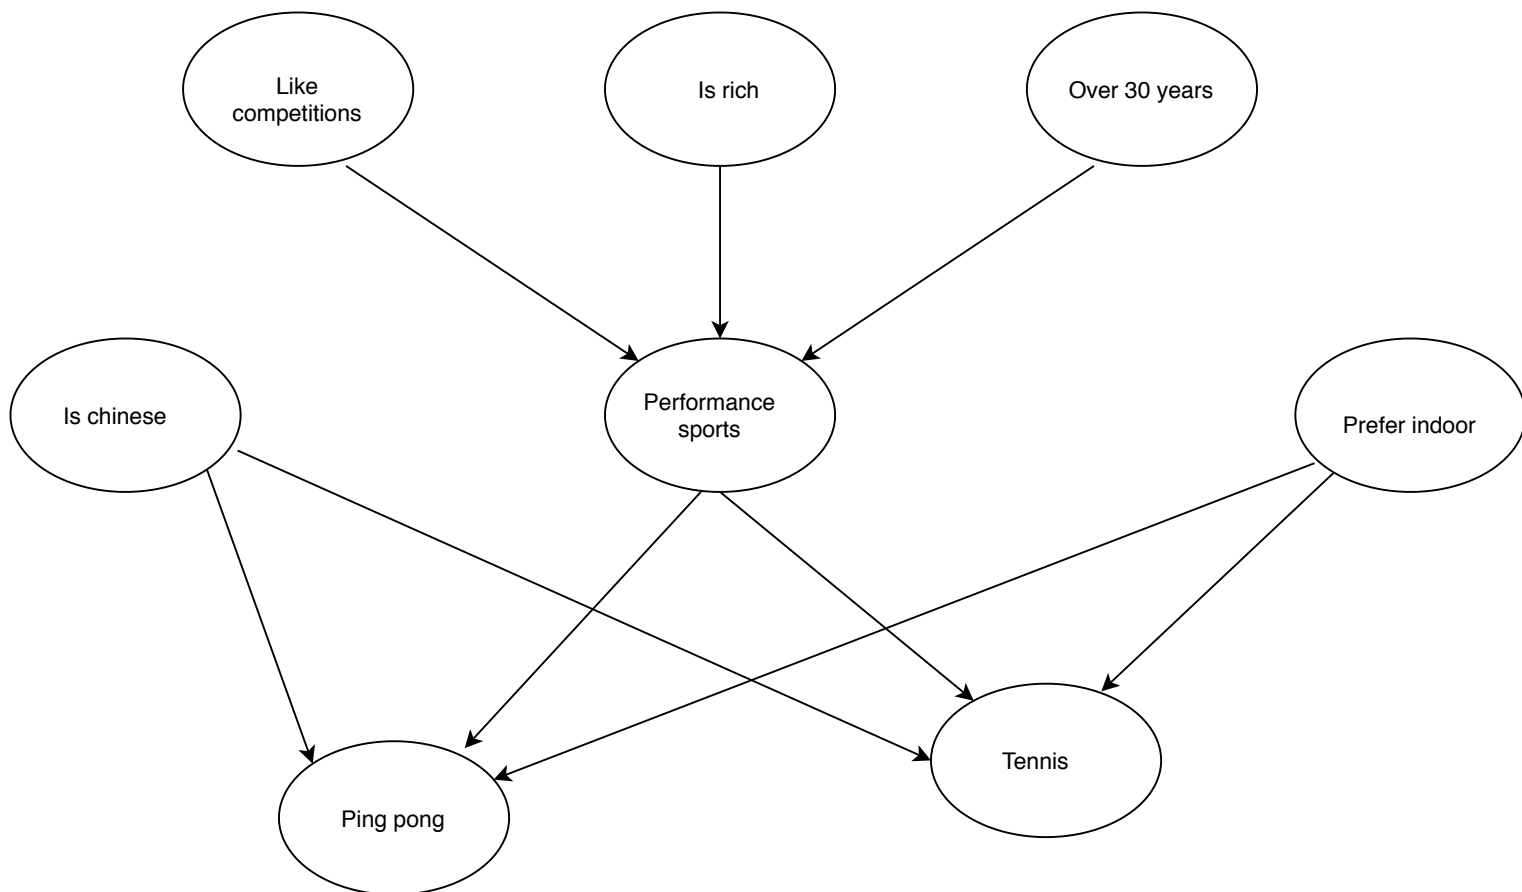 Like
competitions
Is rich
Over 30 years
Is chinese
Performance
sports
Prefer indoor
Ping pong
Tennis